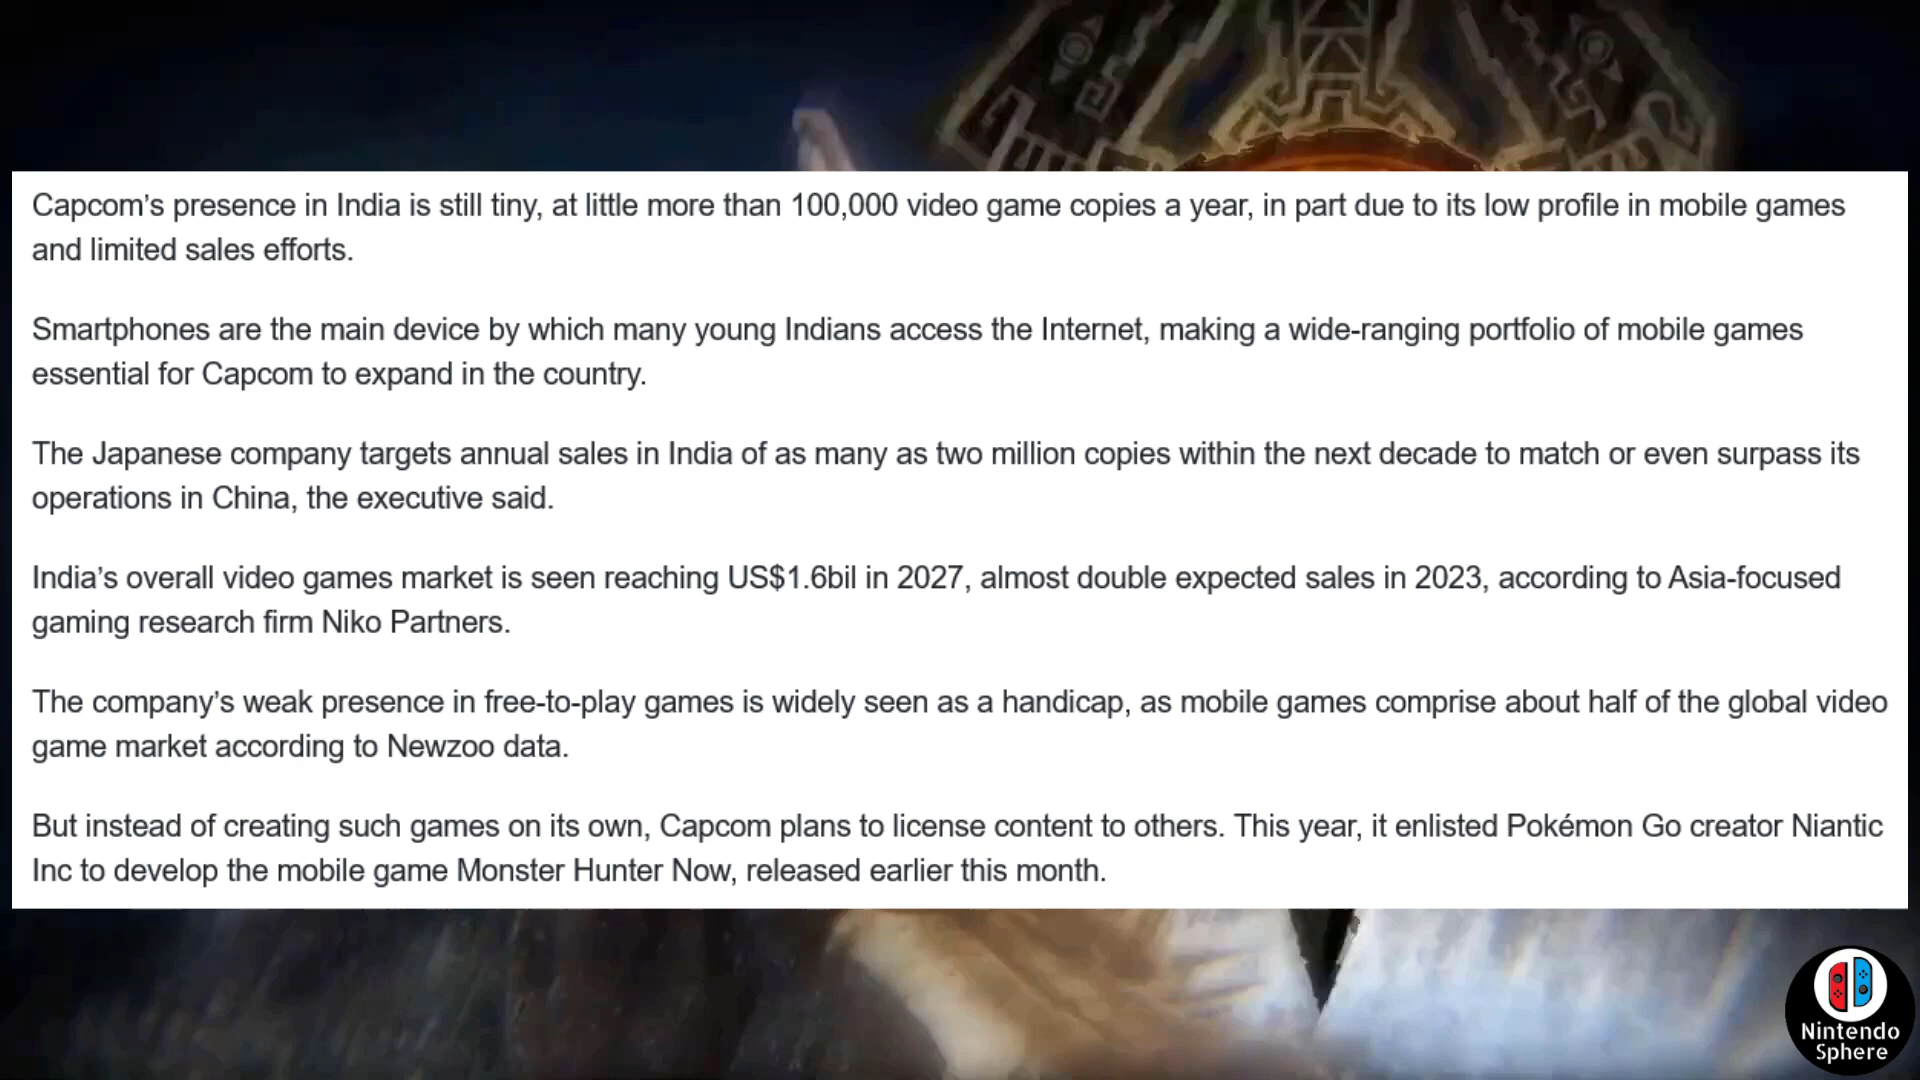 Capcom’s presence in India is still tiny, at little more than 100,000 video game copies a year, in part due to its low profile in mobile games
and limited sales efforts.
Smartphones are the main device by which many young Indians access the Internet, making a wide-ranging portfolio of mobile games
essential for Capcom to expand in the country.
The Japanese company targets annual sales in India of as many as two million copies within the next decade to match or even surpass its
operations in China, the executive said.
India’s overall video games market is seen reaching US$1.6bil in 2027, almost double expected sales in 2023, according to Asia-focused
gaming research firm Niko Partners.
The company’s weak presence in free-to-play games is widely seen as a handicap, as mobile games comprise about half of the global video
game market according to Newzoo data.
But instead of creating such games on its own, Capcom plans to license content to others. This year, it enlisted Pokémon Go creator Niantic
Inc to develop the mobile game Monster Hunter Now, released earlier this month.
Nintendo
Sphere